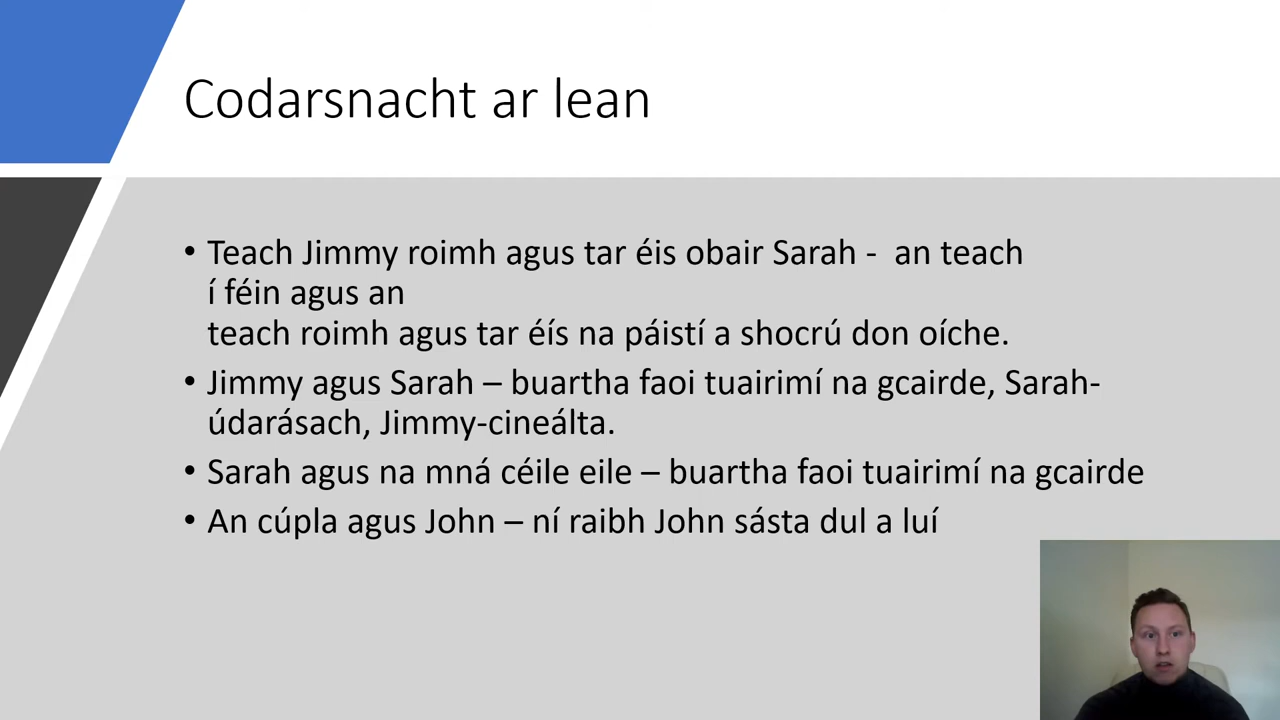 Codarsnacht ar lean
• Teach Jimmy roimh agus tar éis obair Sarah -  an teach
í féin agus an
teach roimh agus tar éís na páistí a shocrú don oíche.
• Jimmy agus Sarah – buartha faoi tuairimí na gcairde, Sarah-
údarásach, Jimmy-cineálta.
• Sarah agus na mná céile eile – buartha faoi tuairimí na gcairde
• An cúpla agus John – ní raibh John sásta dul a luí